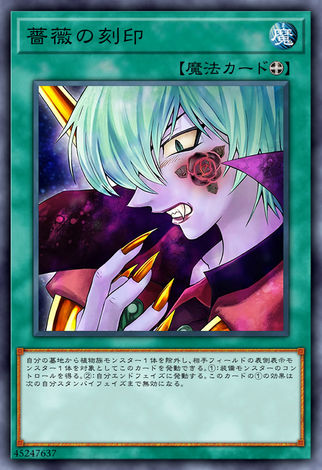 薔薇の刻印
魔
【魔法カード】
自分の墓地から植物族モンスター１体を除外し、相手フィールドの表側表示モ
ンスター１体を対象としてこのカードを発動できる。①：装備モンスターのコン
トロールを得る。②：自分エンドフェイズに発動する。このカードの①の効果は
次の自分スタンバイフェイズまで無効になる。
45247637